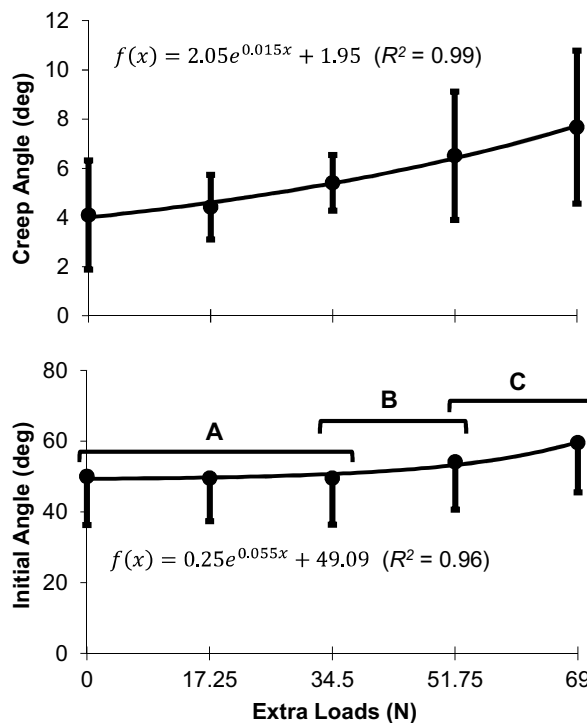 12
f(x) = 2.05e^{0.015x} + 1.95 (R² = 0.99)
10
8
6
4
2
0
Creep Angle (deg)
80
C
B
A
60
40
f(x) = 0.25e^{0.055x} + 49.09 (R² = 0.96)
20
0
Initial Angle (deg)
0 17.25 34.5 51.75 69
Extra Loads (N)